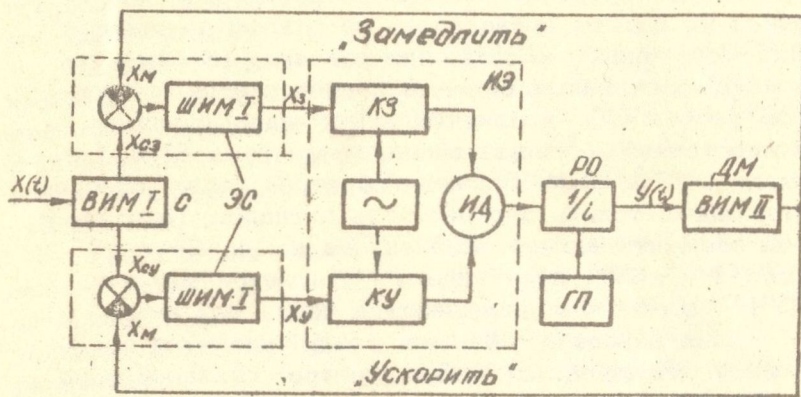 „Замедлить"
Xм
ШИМ I
Xз
КЗ
ИЭ
Xсз
X(t)
ВИМ I
С
ЭС
~
ИД
РО
1/i
У(t)
ДМ
ВИМ II
Xсу
ШИМ I
Xу
КУ
ГП
Xм
„Ускорить"